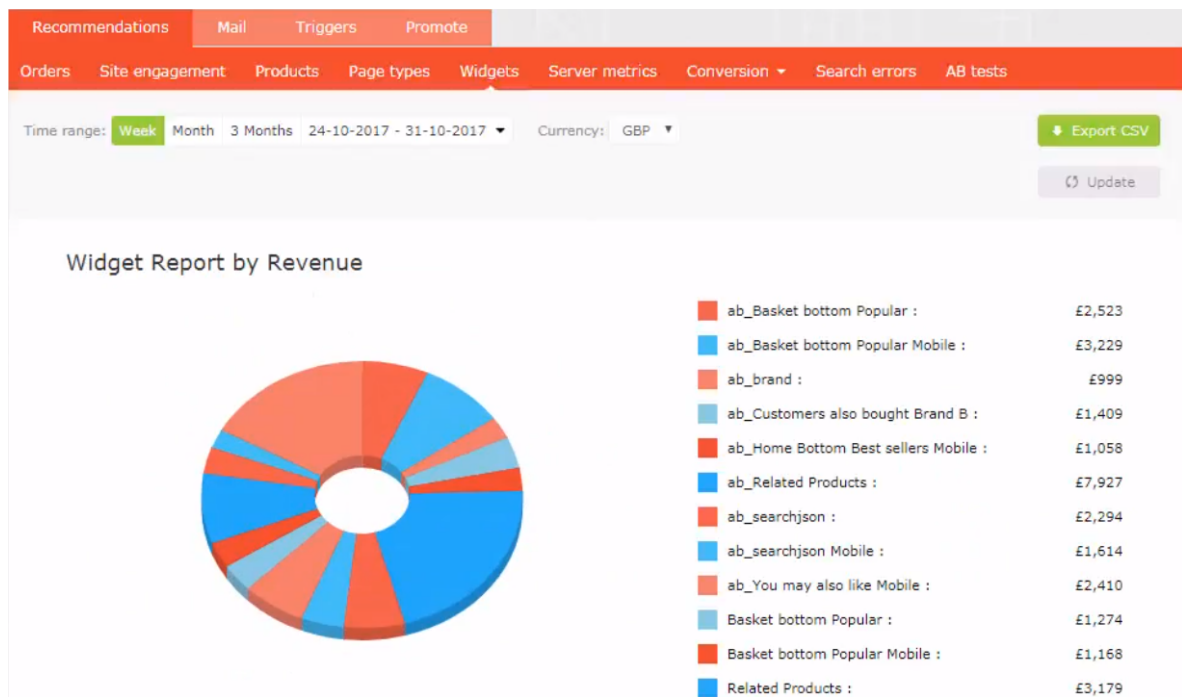 Recommendations Mail Triggers Promote
Orders Site engagement Products Page types Widgets Server metrics Conversion Search errors AB tests
Time range: Week Month 3 Months 24-10-2017 - 31-10-2017 Currency: GBP Export CSV
Update
Widget Report by Revenue
ab_Basket bottom Popular : £2,523
ab_Basket bottom Popular Mobile : £3,229
ab_brand : £999
ab_Customers also bought Brand B : £1,409
ab_Home Bottom Best sellers Mobile : £1,058
ab_Related Products : £7,927
ab_searchjson : £2,294
ab_searchjson Mobile : £1,614
ab_You may also like Mobile : £2,410
Basket bottom Popular : £1,274
Basket bottom Popular Mobile : £1,168
Related Products : £3,179